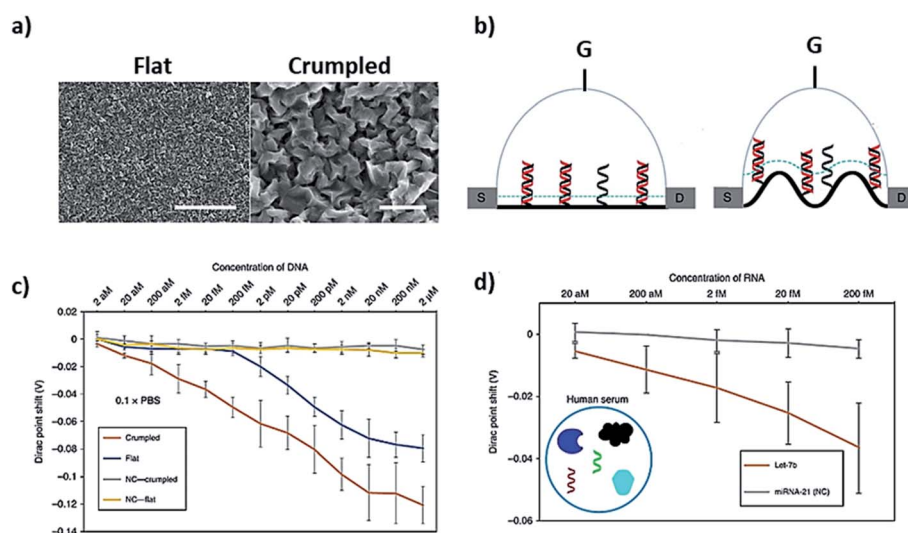 a)
Flat
Crumpled
b)
G
G
S
D
S
D
c)
Concentration of DNA
2 aM
20 aM
200 aM
2 fM
20 fM
200 fM
2 pM
20 pM
200 pM
2 nM
20 nM
200 nM
2 μM
Dirac point shift (V)
0.02
0
−0.02
−0.04
−0.06
−0.08
−0.1
−0.12
−0.14
0.1 × PBS
Crumpled
Flat
NC—crumpled
NC—flat
d)
Concentration of RNA
20 aM
200 aM
2 fM
20 fM
200 fM
Dirac point shift (V)
0
−0.02
−0.04
−0.06
Human serum
Let-7b
miRNA-21 (NC)